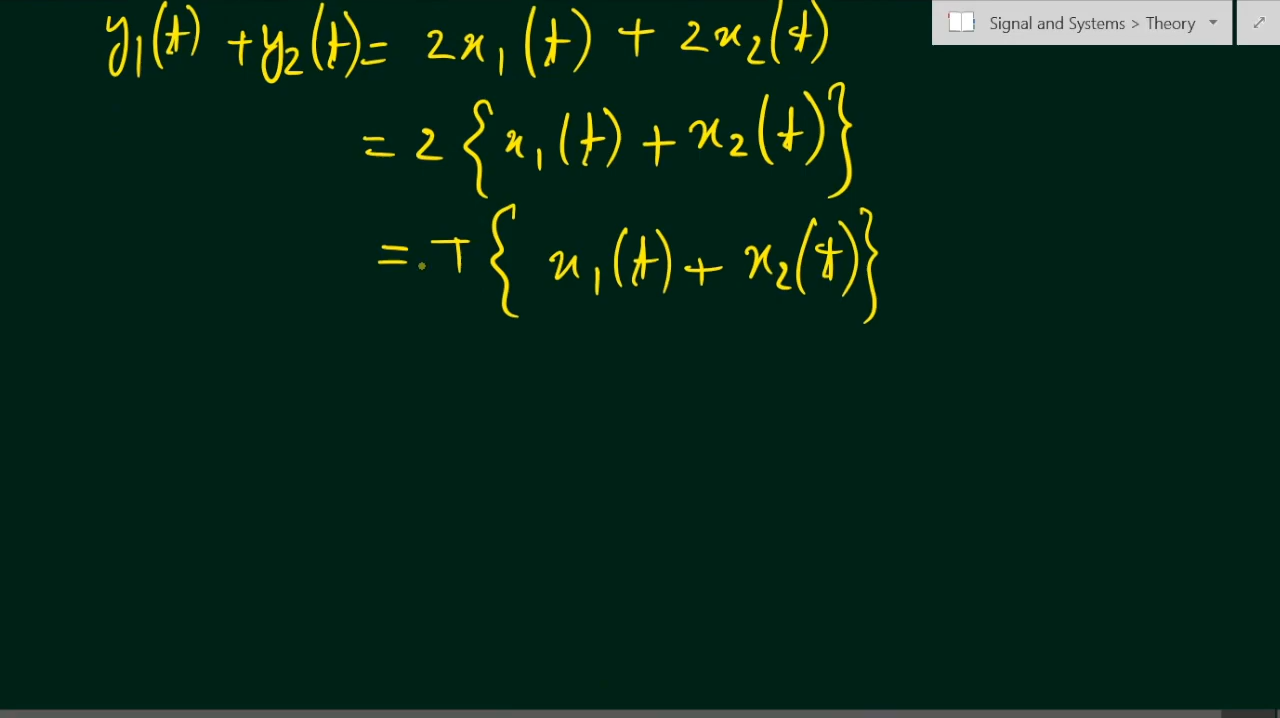 Signal and Systems > Theory
y₁(t) + y₂(t) = 2x₁(t) + 2x₂(t)
= 2 {x₁(t) + x₂(t)}
= T { x₁(t) + x₂(t)}